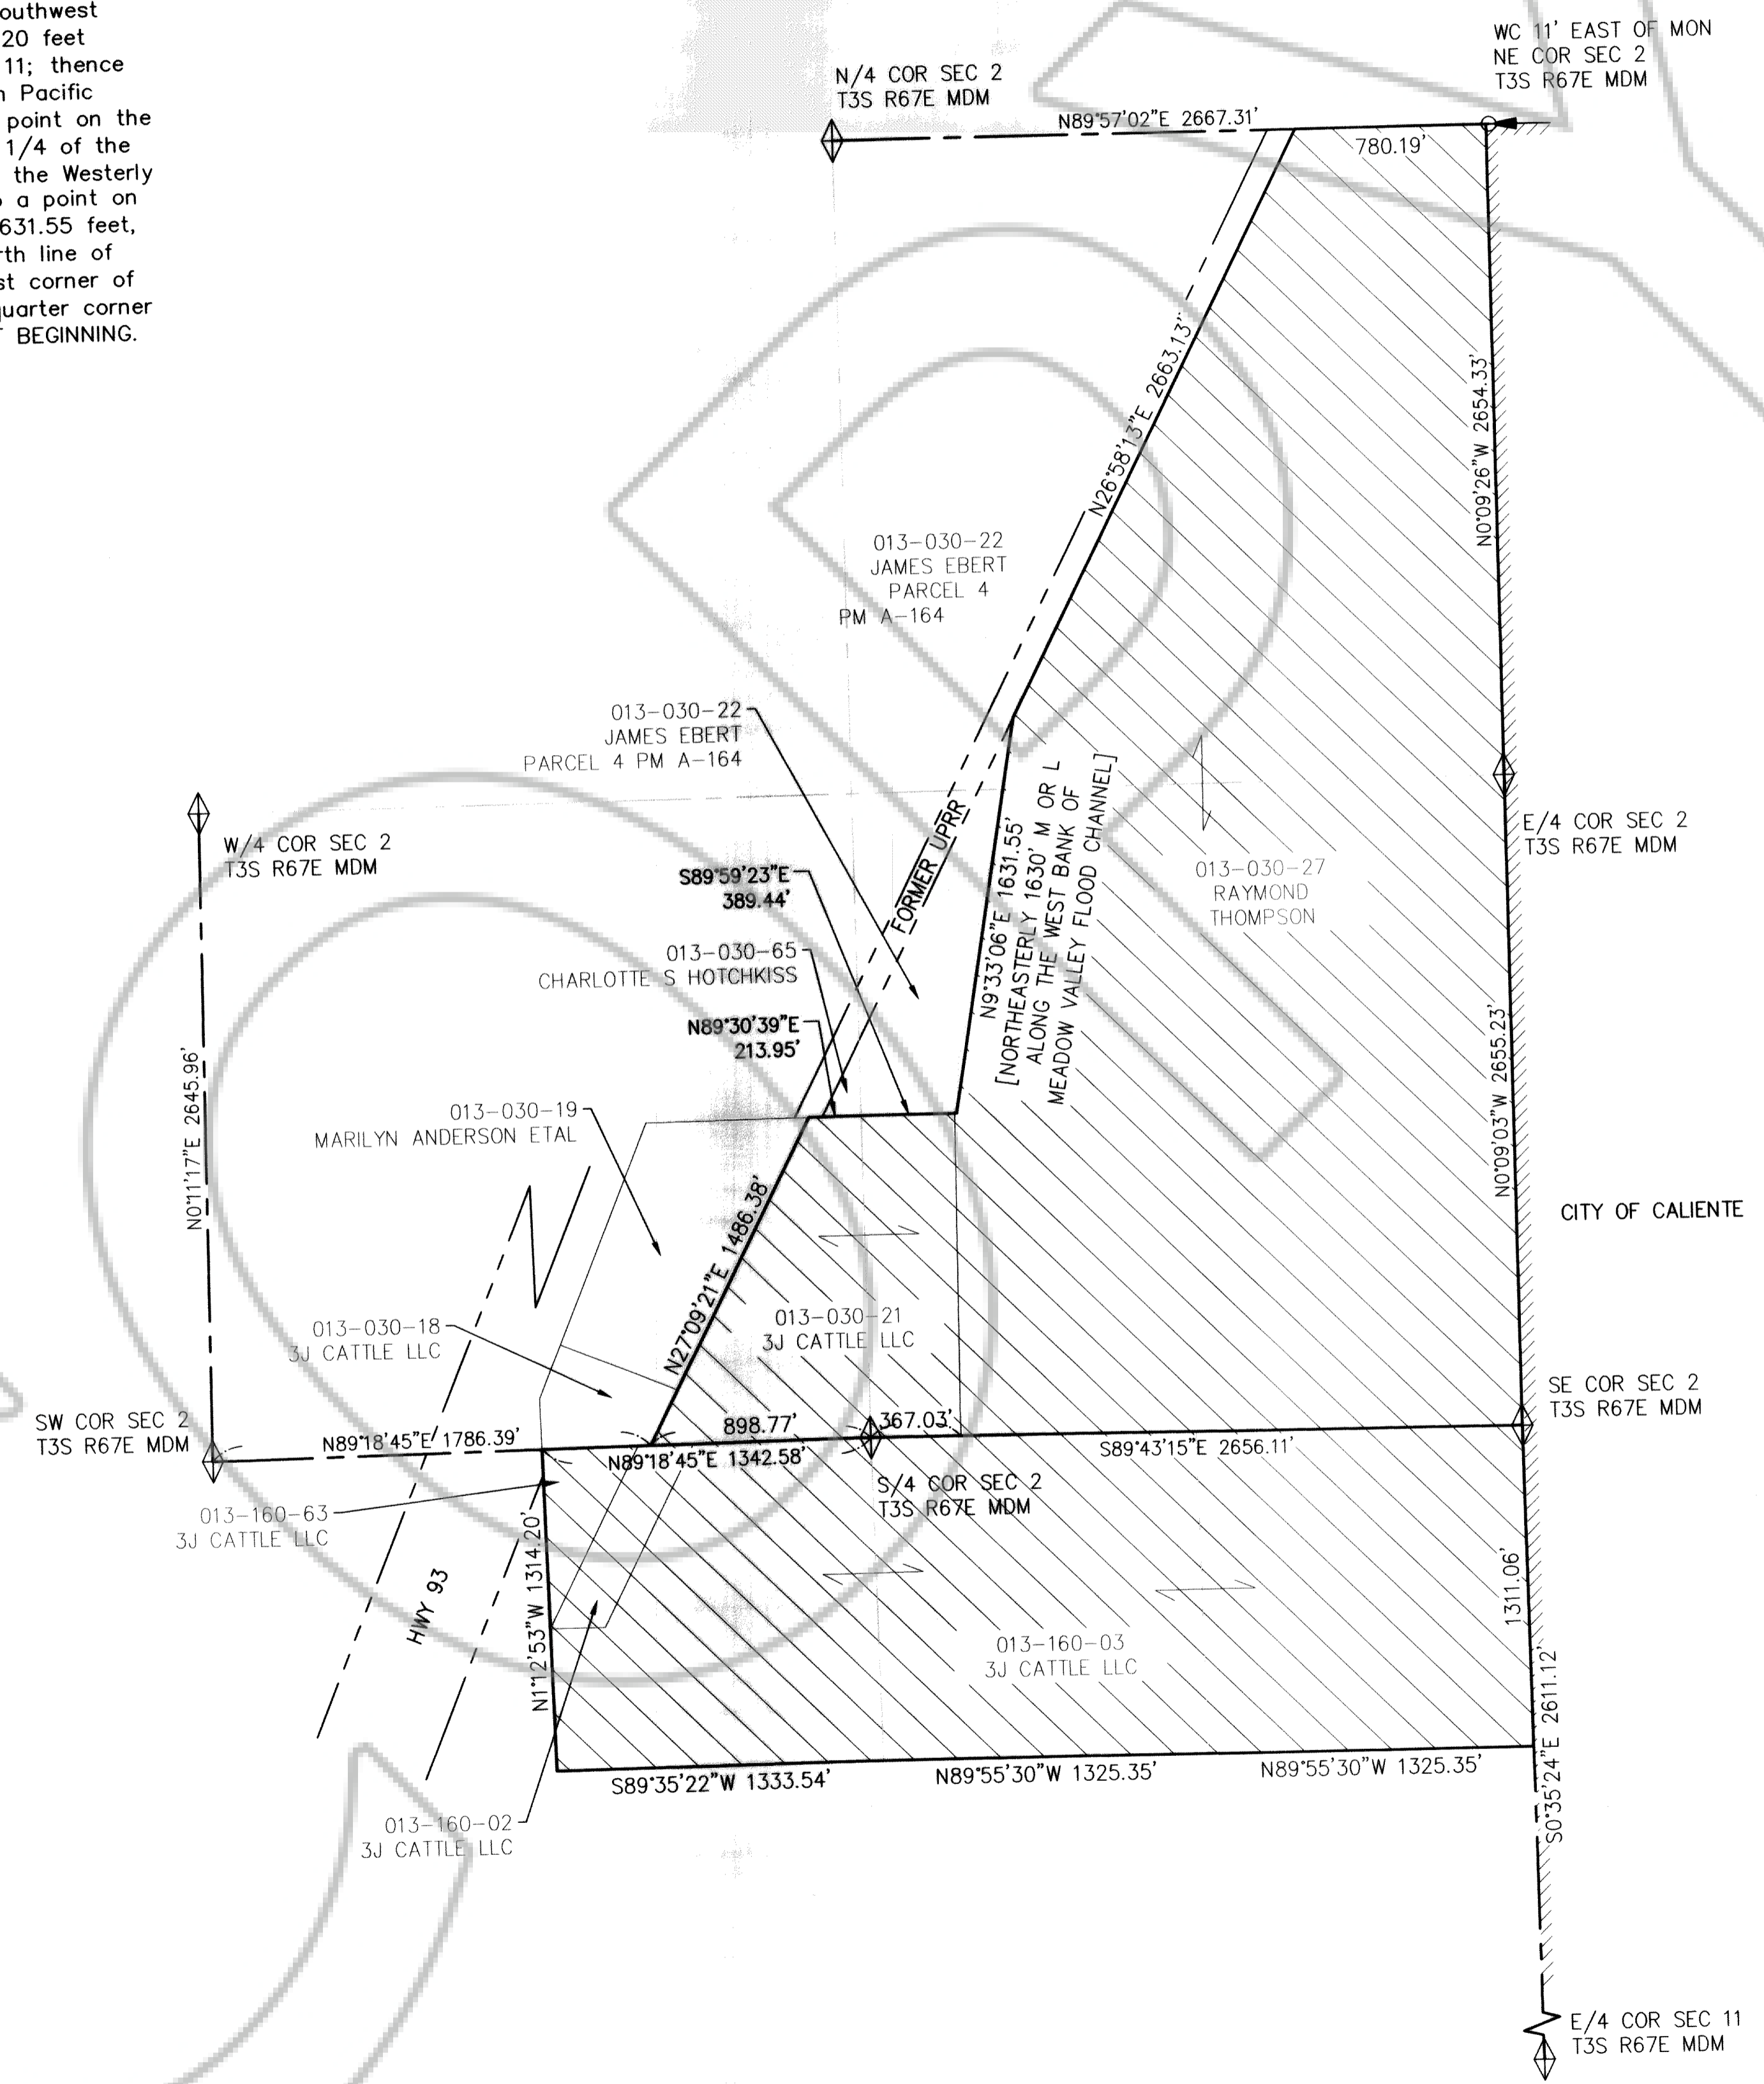 outhwest
20 feet
11; thence
n Pacific
point on the
1/4 of the
the Westerly
o a point on
631.55 feet,
rth line of
st corner of
quarter corner
T BEGINNING.
WC 11' EAST OF MON
NE COR SEC 2
T3S R67E MDM
N/4 COR SEC 2
T3S R67E MDM
N89°57'02"E 2667.31'
780.19'
N0°09'26"W 2654.33'
N26°58'13"E 2663.13'
013-030-22
JAMES EBERT
PARCEL 4
PM A-164
013-030-22
JAMES EBERT
PARCEL 4 PM A-164
W/4 COR SEC 2
T3S R67E MDM
E/4 COR SEC 2
T3S R67E MDM
FORMER UPRR
S89°59'23"E
389.44'
013-030-65
CHARLOTTE S HOTCHKISS
N89°30'39"E
213.95'
N9°33'06"E 1631.55'
[NORTHEASTERLY 1630' M OR L
ALONG THE WEST BANK OF
MEADOW VALLEY FLOOD CHANNEL]
013-030-27
RAYMOND
THOMPSON
N0°11'17"E 2645.96'
N0°09'03"W 2655.23'
013-030-19
MARILYN ANDERSON ETAL
N27°09'21"E 1486.38'
CITY OF CALIENTE
013-030-18
3J CATTLE LLC
013-030-21
3J CATTLE LLC
SW COR SEC 2
T3S R67E MDM
SE COR SEC 2
T3S R67E MDM
N89°18'45"E 1786.39'
898.77'
367.03'
N89°18'45"E 1342.58'
S89°43'15"E 2656.11'
S/4 COR SEC 2
T3S R67E MDM
013-160-63
3J CATTLE LLC
HWY 93
N1°12'53"W 1314.20'
1311.06'
013-160-03
3J CATTLE LLC
S0°35'24"E 2611.12'
S89°35'22"W 1333.54'
N89°55'30"W 1325.35'
N89°55'30"W 1325.35'
013-160-02
3J CATTLE LLC
E/4 COR SEC 11
T3S R67E MDM